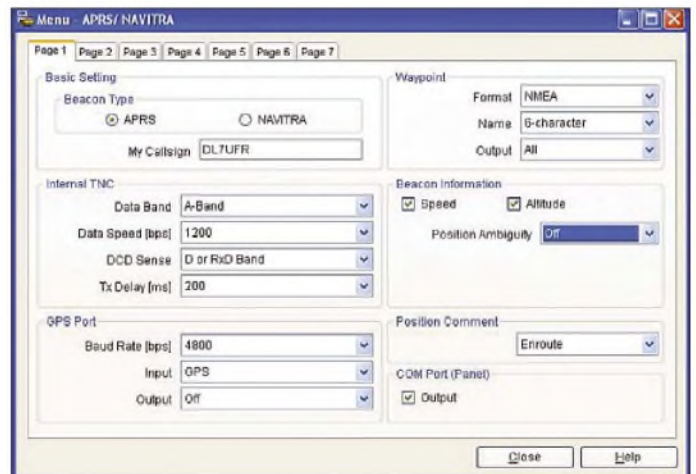 Menu - APRS/ NAVITRA
Page 1 Page 2 Page 3 Page 4 Page 5 Page 6 Page 7
Basic Setting
Beacon Type
APRS NAVITRA
My Callsign DL7UFR
Waypoint
Format NMEA
Name 6-character
Output All
Internal TNC
Data Band A-Band
Data Speed [bps] 1200
DCD Sense D or RxD Band
Tx Delay [ms] 200
Beacon Information
Speed Altitude
Position Ambiguity Off
GPS Port
Baud Rate [bps] 4800
Input GPS
Output Off
Position Comment
Enroute
COM Port (Panel)
Output
Close Help